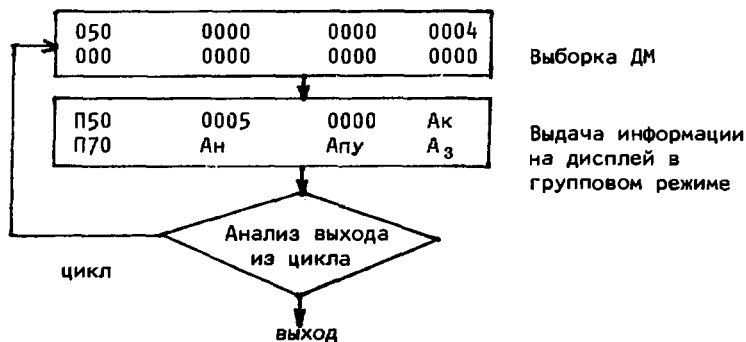 050 0000 0000 0004
000 0000 0000 0000
Выборка ДМ
П50 0005 0000 Ак
П70 Ан Апу А₃
Выдача информации
на дисплей в
групповом режиме
Анализ выхода
из цикла
цикл
выход